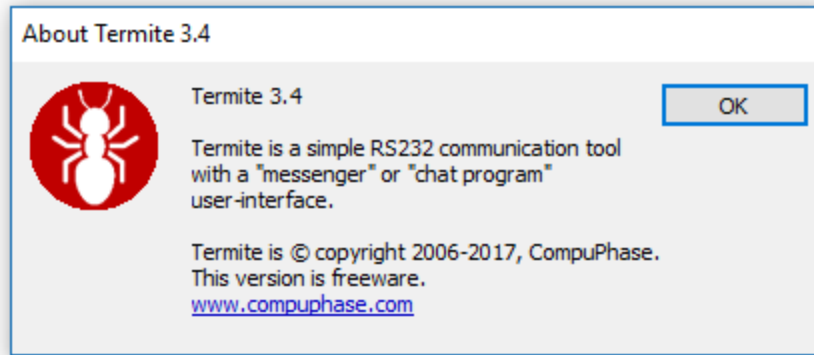 About Termite 3.4
Termite 3.4
OK
Termite is a simple RS232 communication tool
with a "messenger" or "chat program"
user-interface.
Termite is © copyright 2006-2017, CompuPhase.
This version is freeware.
www.compuphase.com